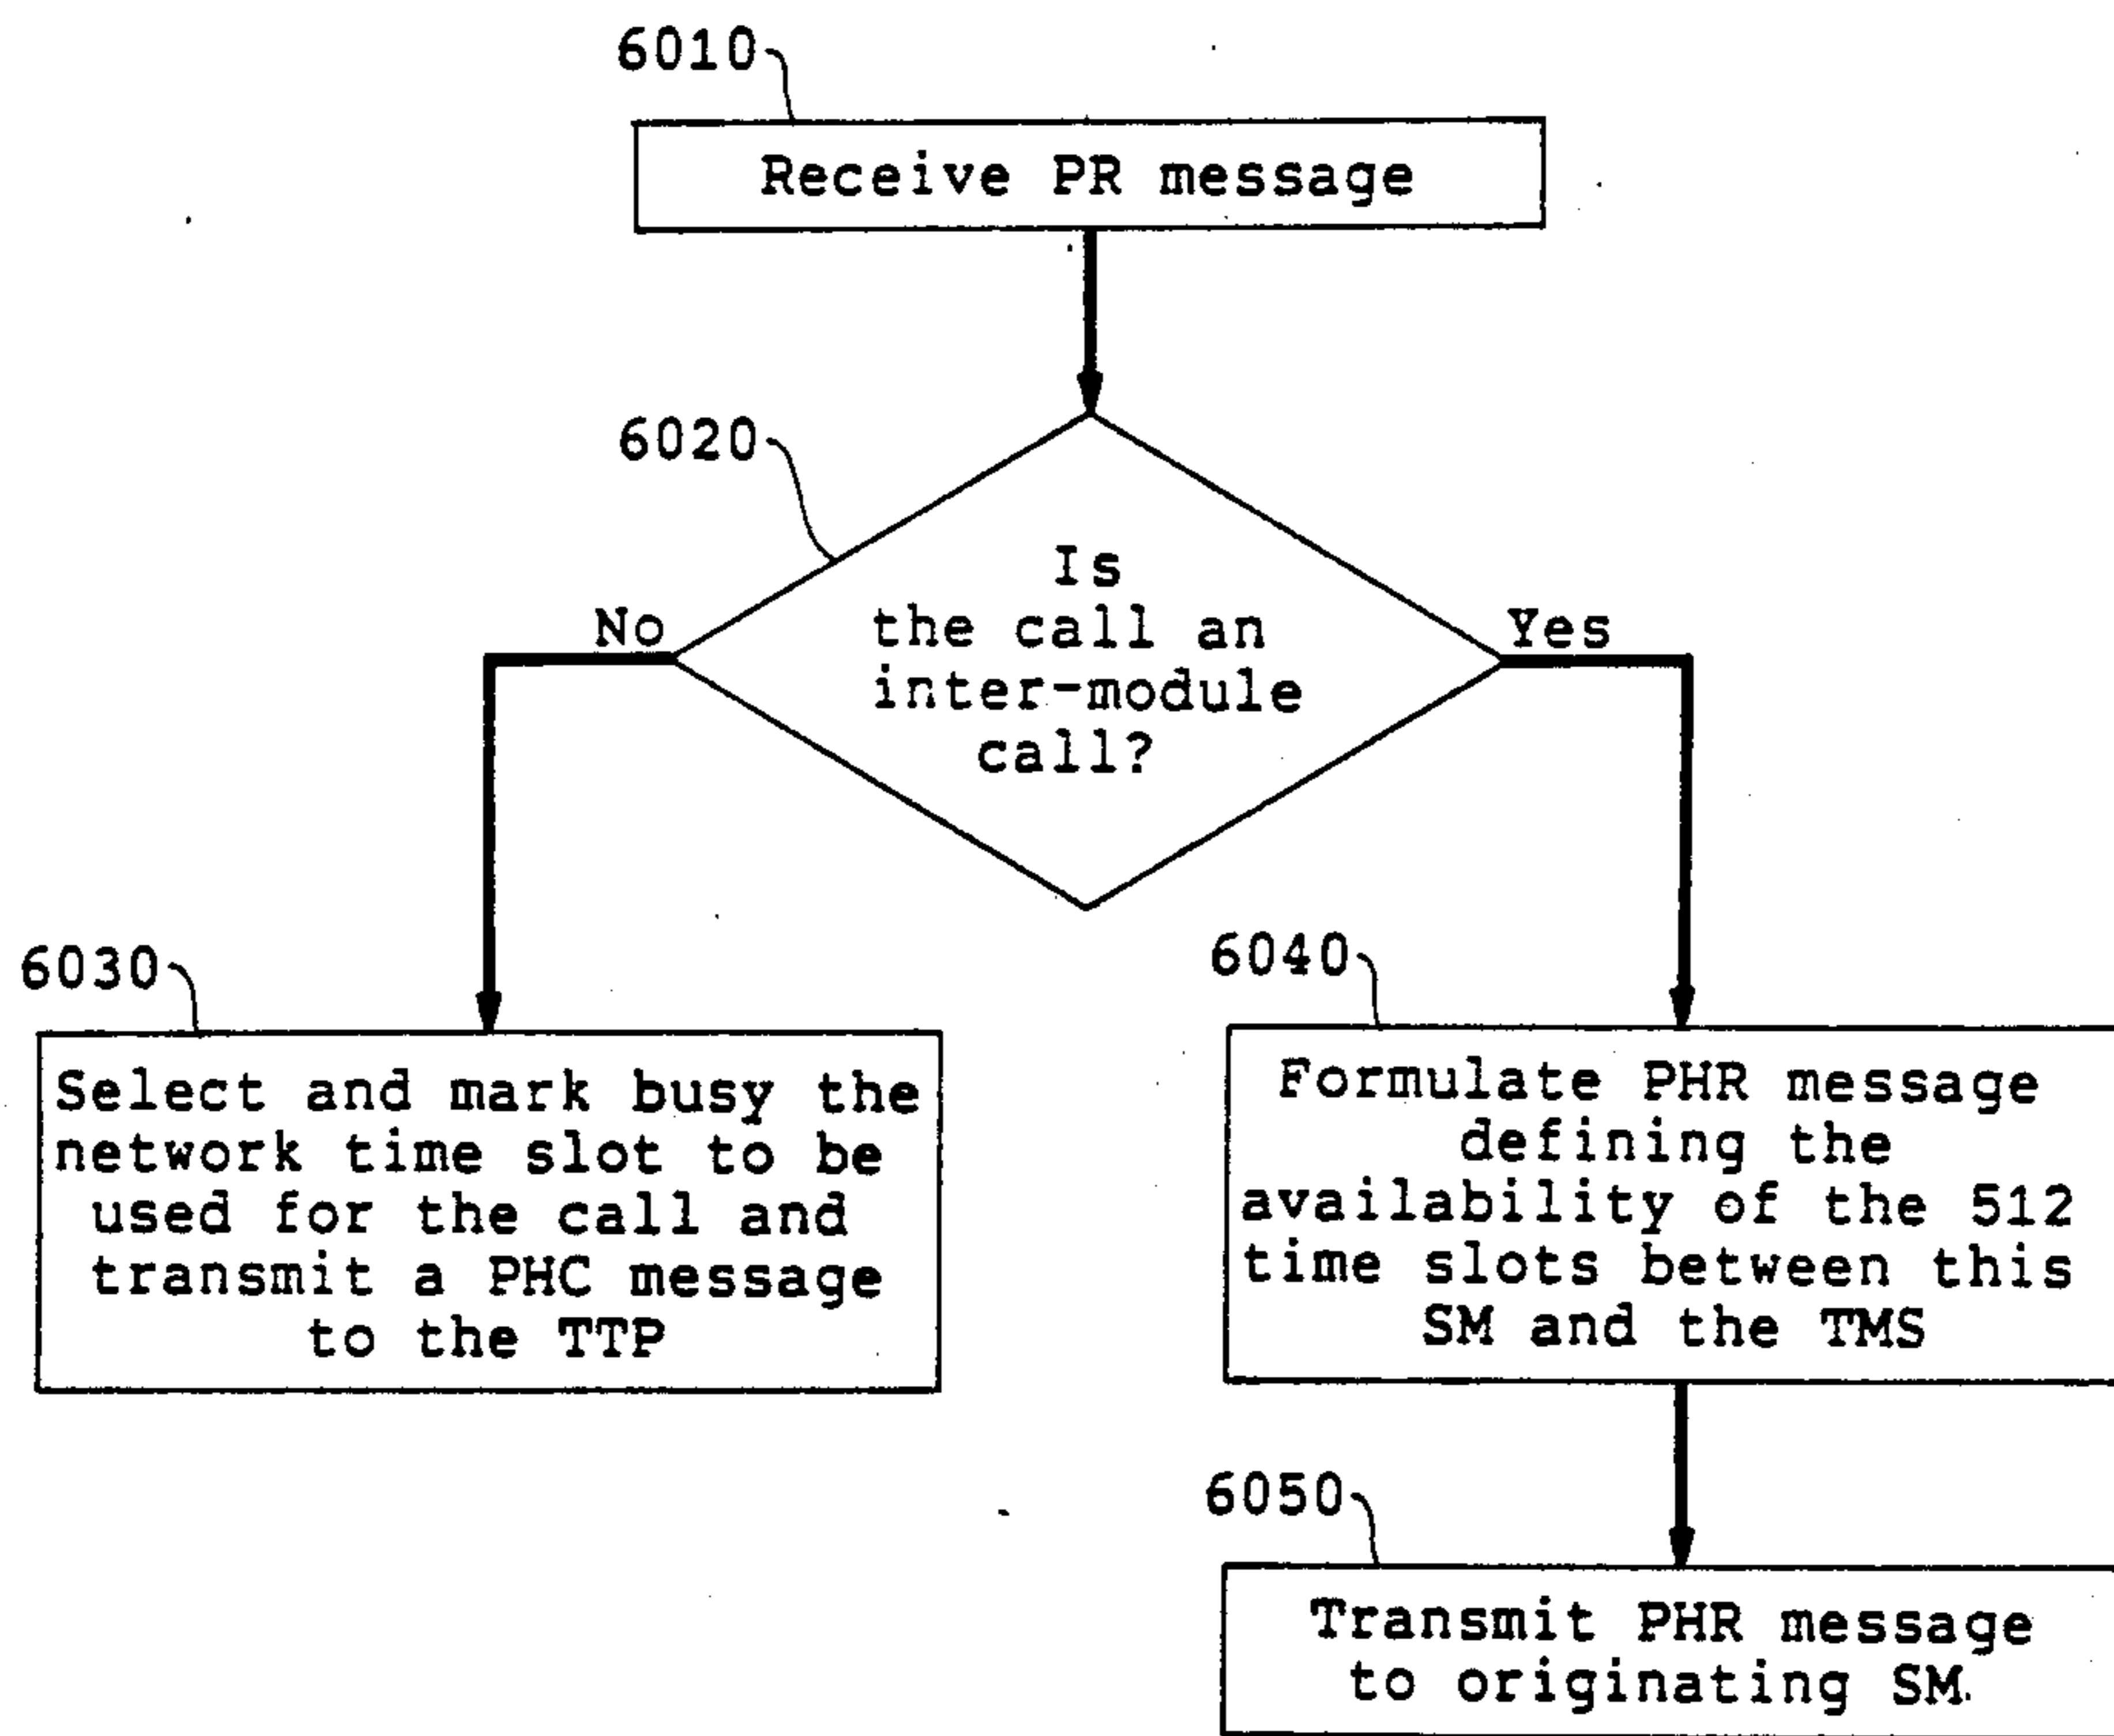 6010
Receive PR message
6020
Is
the call an
inter-module
call?
No
Yes
6030
Select and mark busy the
network time slot to be
used for the call and
transmit a PHC message
to the TTP
6040
Formulate PHR message
defining the
availability of the 512
time slots between this
SM and the TMS
6050
Transmit PHR message
to originating SM